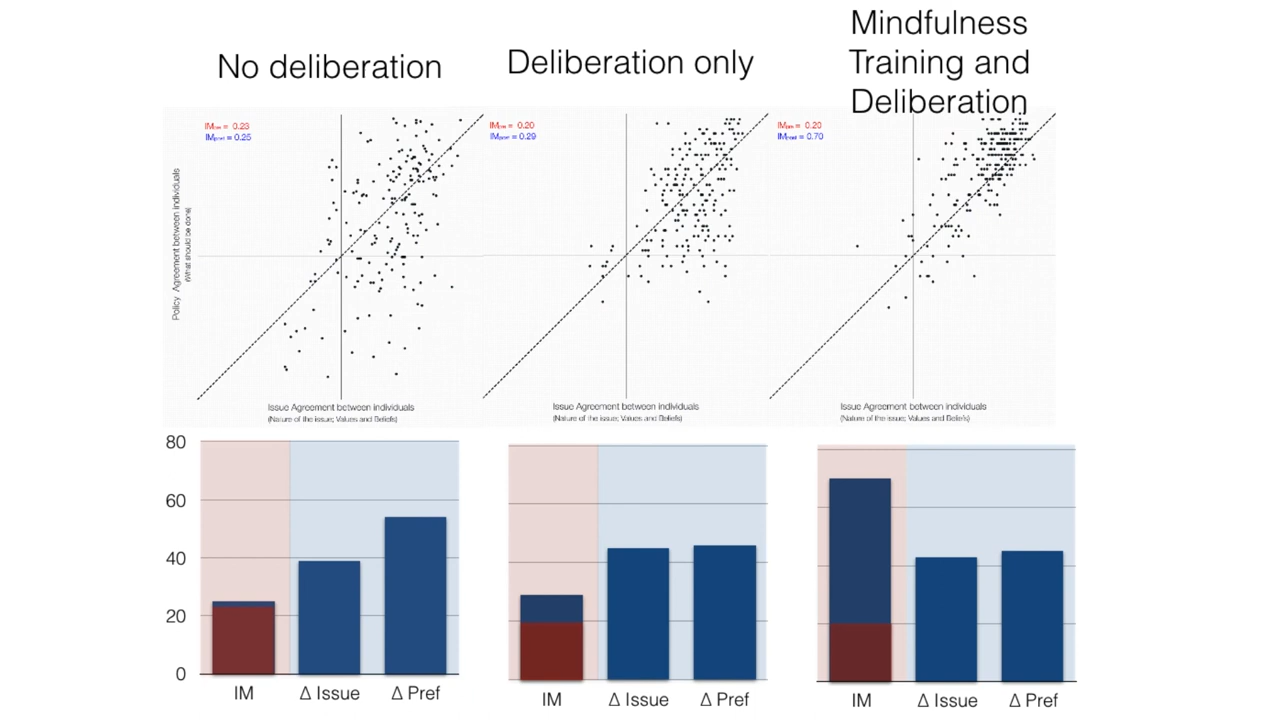 No deliberation
Deliberation only
Mindfulness
Training and
Deliberation
IMpre = 0.23
IMpost = 0.25
IMpre = 0.20
IMpost = 0.29
IMpre = 0.20
IMpost = 0.70
Policy Agreement between individuals
(What should be done)
Issue Agreement between individuals
(Nature of the issue; Values and Beliefs)
Issue Agreement between individuals
(Nature of the issue; Values and Beliefs)
Issue Agreement between individuals
(Nature of the issue; Values and Beliefs)
80
60
40
20
0
IM Δ Issue Δ Pref
IM Δ Issue Δ Pref
IM Δ Issue Δ Pref